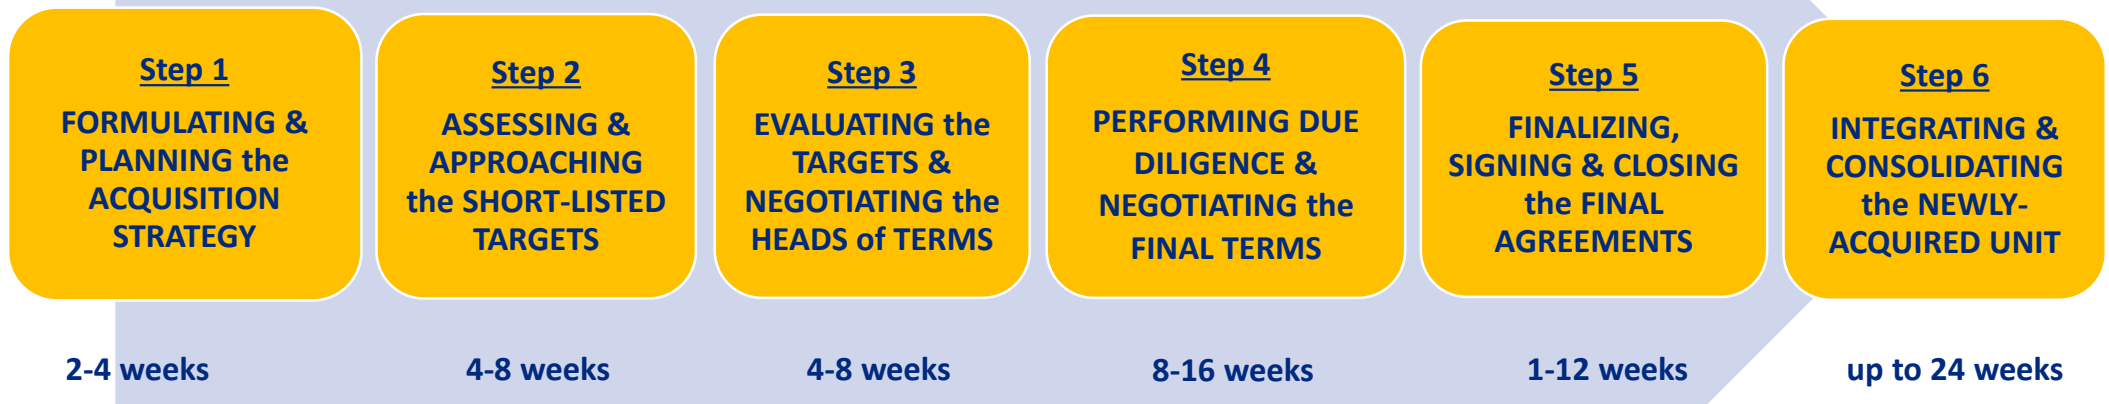 Step 1
FORMULATING &
PLANNING the
ACQUISITION
STRATEGY
2-4 weeks
Step 2
ASSESSING &
APPROACHING
the SHORT-LISTED
TARGETS
4-8 weeks
Step 3
EVALUATING the
TARGETS &
NEGOTIATING the
HEADS of TERMS
4-8 weeks
Step 4
PERFORMING DUE
DILIGENCE &
NEGOTIATING the
FINAL TERMS
8-16 weeks
Step 5
FINALIZING,
SIGNING & CLOSING
the FINAL
AGREEMENTS
1-12 weeks
Step 6
INTEGRATING &
CONSOLIDATING
the NEWLY-
ACQUIRED UNIT
up to 24 weeks